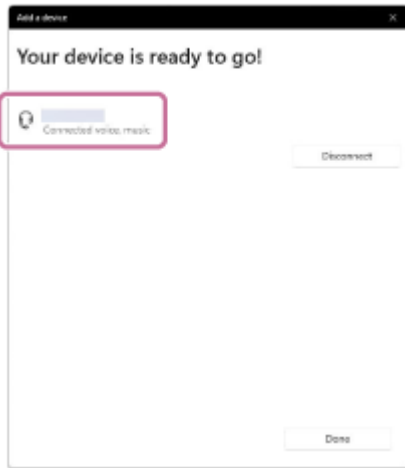 Add a device
Your device is ready to go!
Connected voice, music
Disconnect
Done